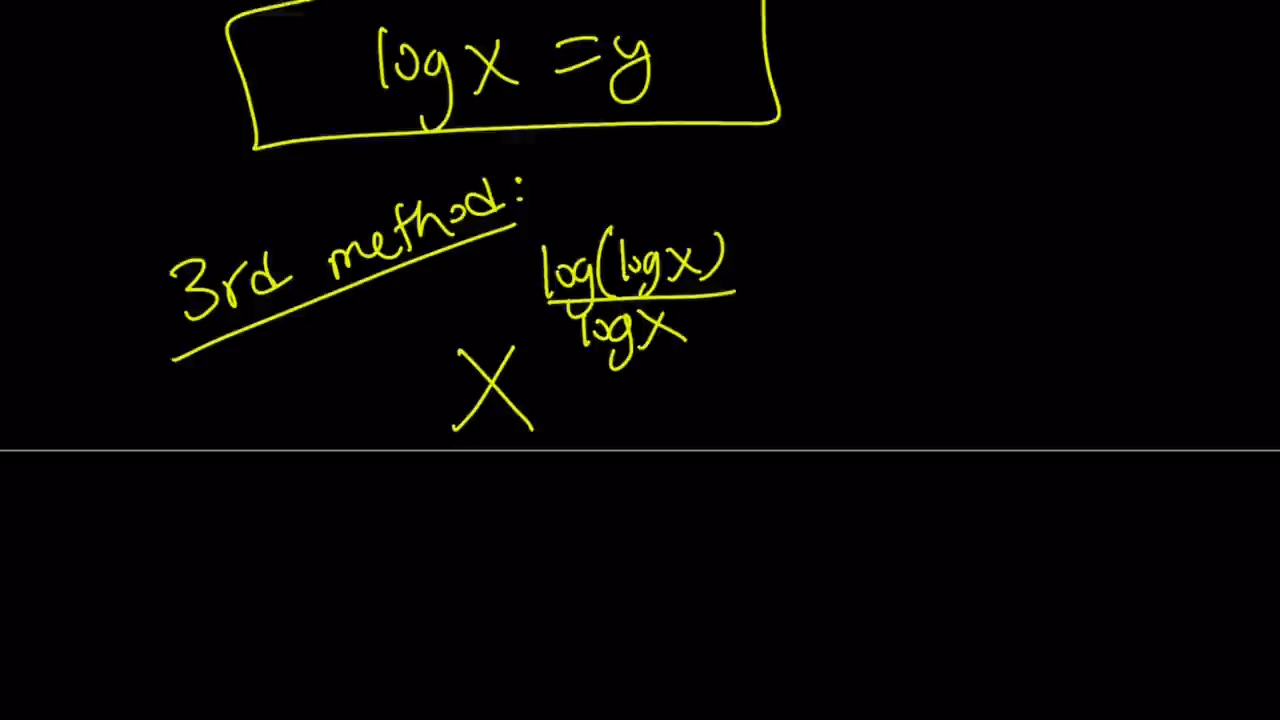 log x = y
3rd method:
log(log x)
log x
X